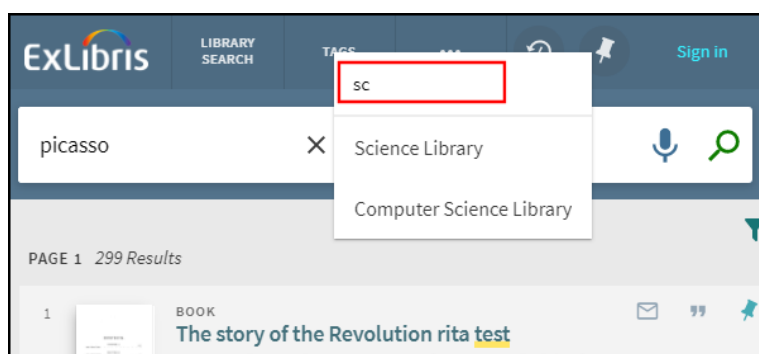 ExLibris
LIBRARY
SEARCH
TAGS
...
Sign in
sc
picasso
Science Library
Computer Science Library
PAGE 1 299 Results
1
BOOK
The story of the Revolution rita test